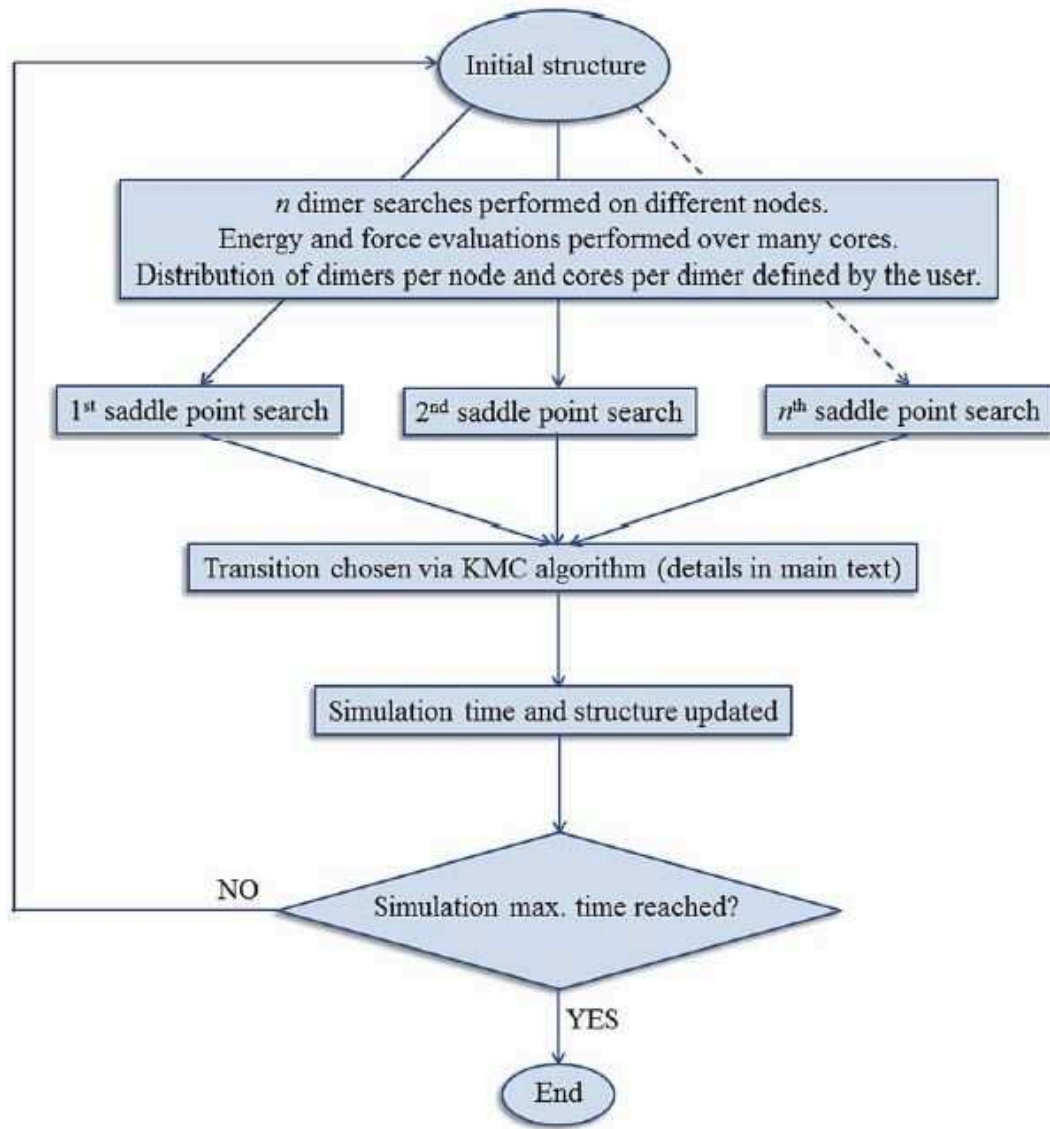 Initial structure
n dimer searches performed on different nodes.
Energy and force evaluations performed over many cores.
Distribution of dimers per node and cores per dimer defined by the user.
1st saddle point search
2nd saddle point search
nth saddle point search
Transition chosen via KMC algorithm (details in main text)
Simulation time and structure updated
NO
Simulation max. time reached?
YES
End